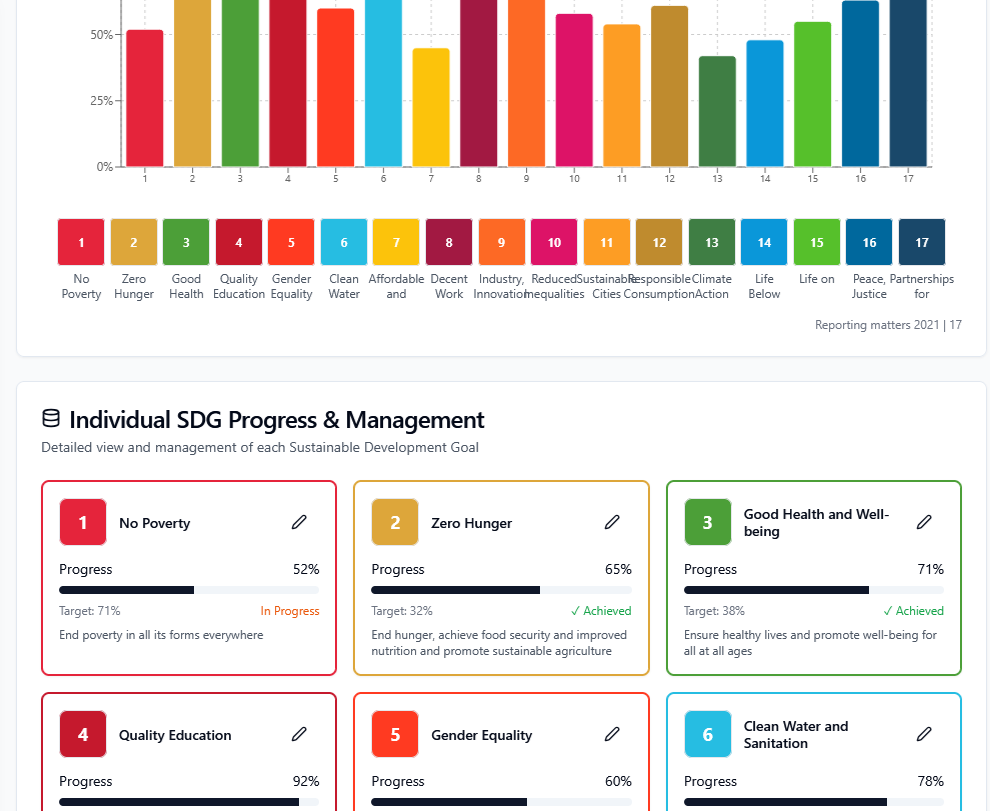 50%
25%
0%
1 2 3 4 5 6 7 8 9 10 11 12 13 14 15 16 17
1 2 3 4 5 6 7 8 9 10 11 12 13 14 15 16 17
No Zero Good Quality Gender Clean Affordable Decent Industry, Reduced Sustainable Responsible Climate Life Life on Peace, Partnerships
Poverty Hunger Health Education Equality Water and Work Innovation Inequalities Cities Consumption Action Below Justice for
Reporting matters 2021 | 17
Individual SDG Progress & Management
Detailed view and management of each Sustainable Development Goal
1 No Poverty
Progress 52%
Target: 71% In Progress
End poverty in all its forms everywhere
2 Zero Hunger
Progress 65%
Target: 32% ✓ Achieved
End hunger, achieve food security and improved
nutrition and promote sustainable agriculture
3 Good Health and Well-
being
Progress 71%
Target: 38% ✓ Achieved
Ensure healthy lives and promote well-being for
all at all ages
4 Quality Education
Progress 92%
5 Gender Equality
Progress 60%
6 Clean Water and
Sanitation
Progress 78%